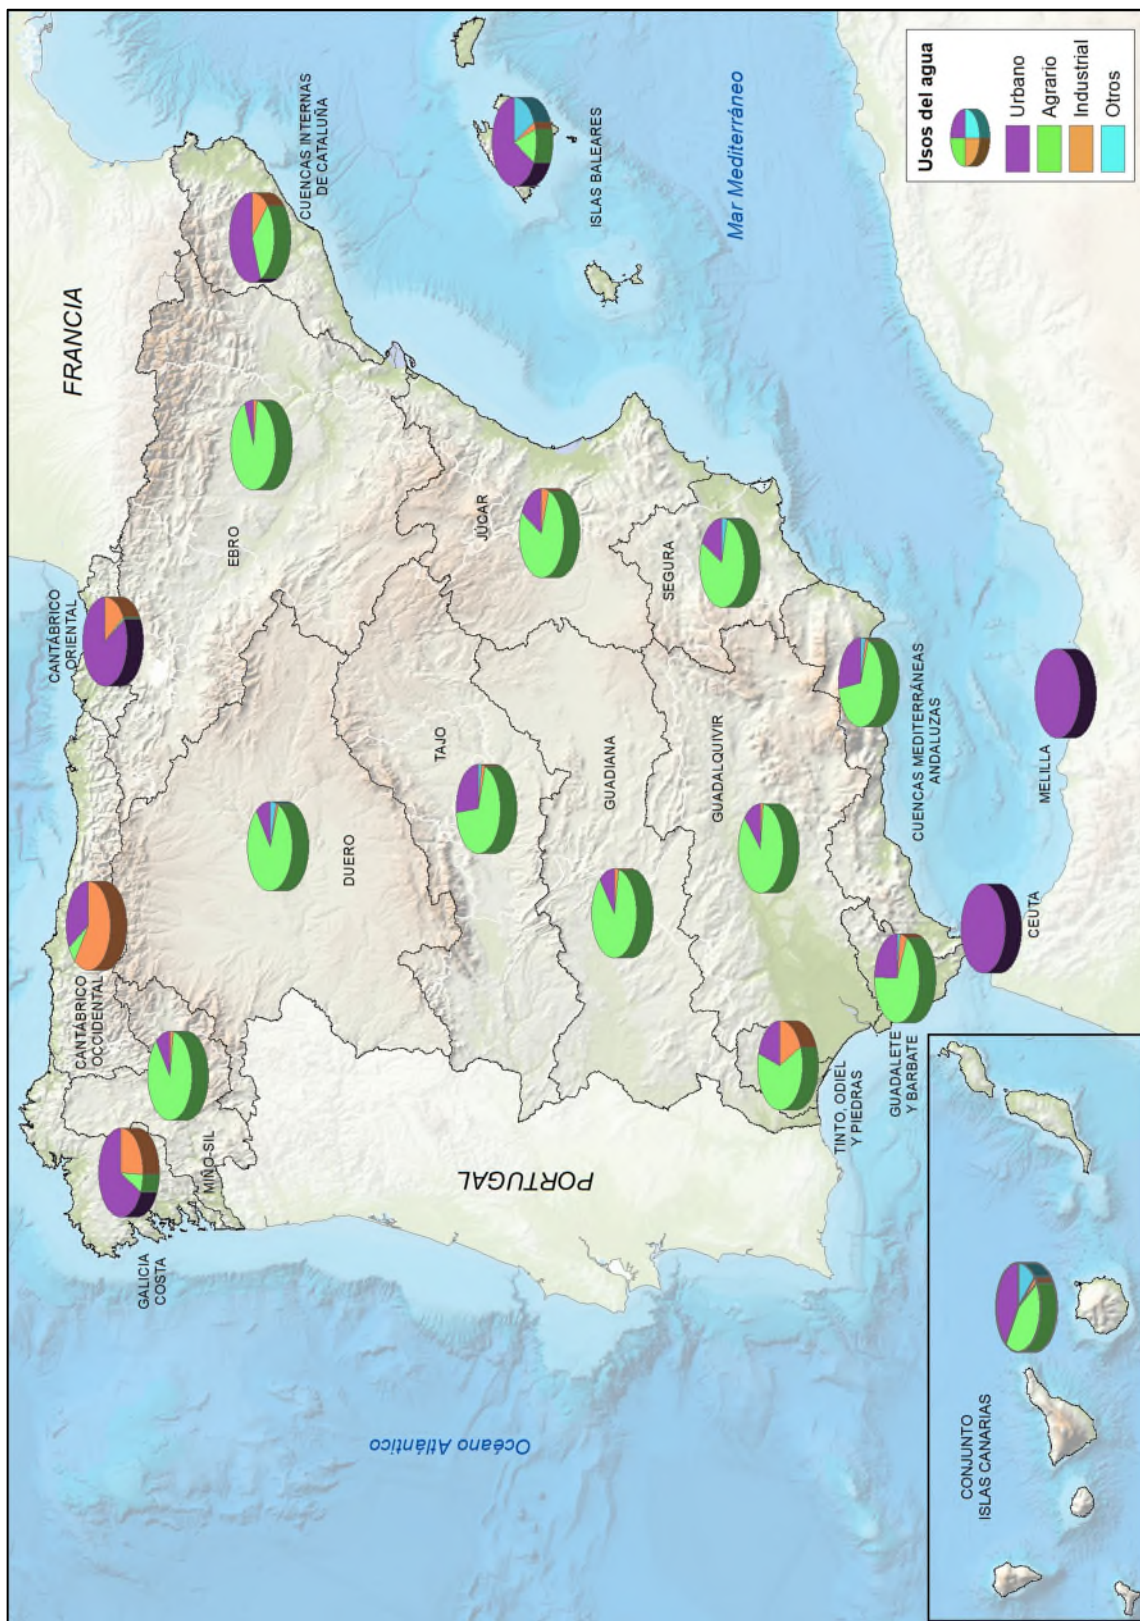 FRANCIA
CANTÁBRICO
OCCIDENTAL
CANTÁBRICO
ORIENTAL
GALICIA
COSTA
MIÑO-SIL
DUERO
EBRO
CUENCAS INTERNAS
DE CATALUÑA
TAJO
JÚCAR
ISLAS BALEARES
PORTUGAL
GUADIANA
SEGURA
GUADALQUIVIR
Mar Mediterráneo
Océano Atlántico
TINTO, ODIEL
Y PIEDRAS
GUADALETE
Y BARBATE
CUENCAS MEDITERRÁNEAS
ANDALUZAS
CEUTA
MELILLA
CONJUNTO
ISLAS CANARIAS
Usos del agua
Urbano
Agrario
Industrial
Otros